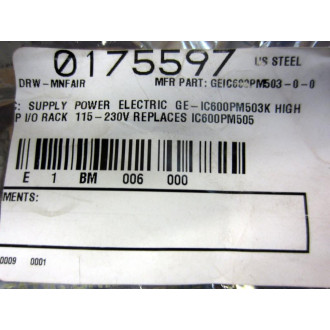 0175597 L'S STEEL
DRW-MNFAIR MFR PART: GEIC600PM503-0-0
C: SUPPLY POWER ELECTRIC GE-IC600PM503K HIGH
P I/O RACK 115-230V REPLACES IC600PM505
E 1 BM 006 000
MENTS:
0009 0001